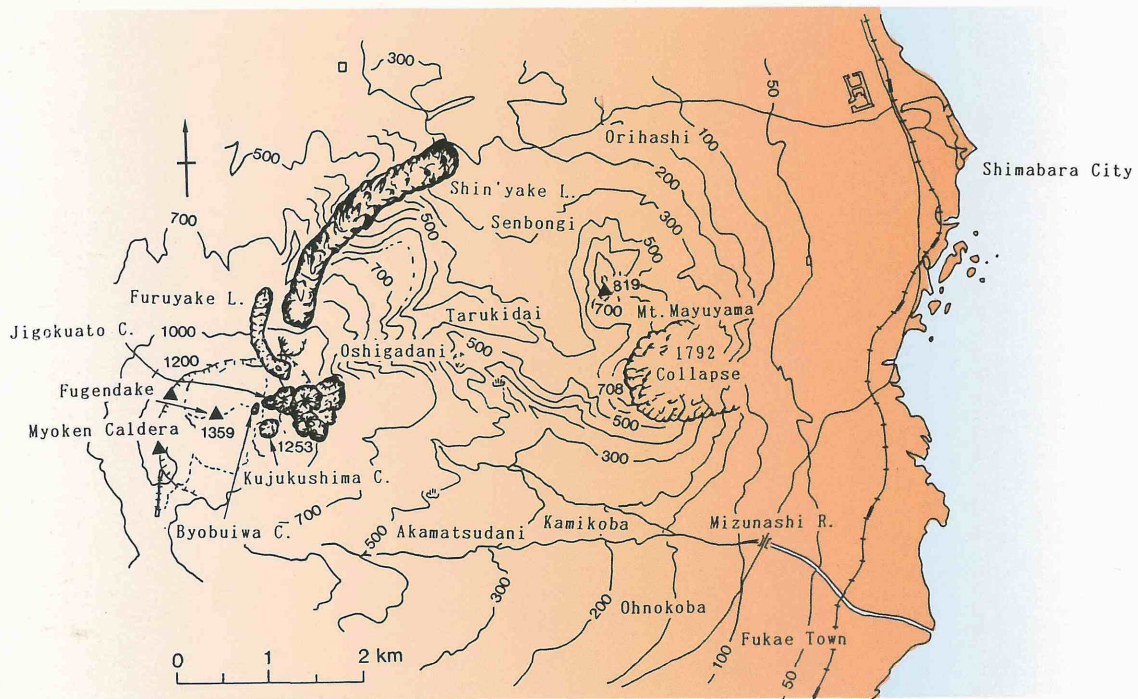 300
50
Orihashi
100
500
Shimabara City
Shin'yake L.
200
700
Senbongi
300
500
500
700
819
Furuyake L.
700
Mt. Mayuyama
Tarukidai
Jigokuato C.
1000
1200
Oshigadani
500
1792
Collapse
Fugendake
708
Myoken Caldera
1359
500
1253
300
Kujukushima C.
700
Kamikoba
Mizunashi R.
Byobuiwa C.
500
Akamatsudani
300
200
Ohnokoba
Fukae Town
100
50
0 1 2 km